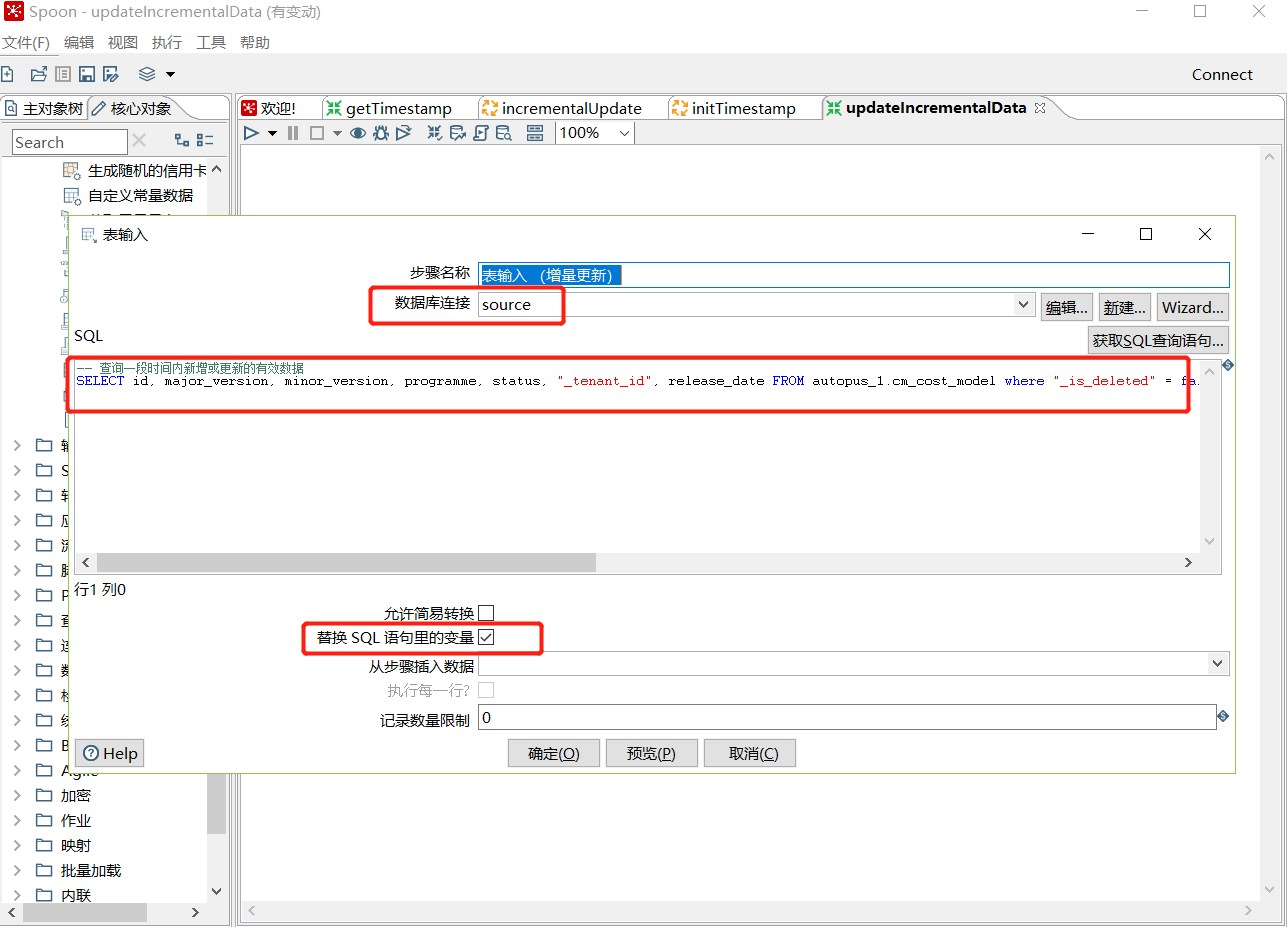 Spoon - updateIncrementalData (有变动)
文件(F) 编辑 视图 执行 工具 帮助
Connect
主对象树 核心对象
欢迎! getTimestamp incrementalUpdate initTimestamp updateIncrementalData
Search
100%
生成随机的信用卡
自定义常量数据
表输入
步骤名称 表输入 （增量更新）
数据库连接 source 编辑... 新建... Wizard...
SQL 获取SQL查询语句...
-- 查询一段时间内新增或更新的有效数据
SELECT id, major_version, minor_version, programme, status, "_tenant_id", release_date FROM autopus_1.cm_cost_model where "_is_deleted" = fa
行1 列0
允许简易转换
替换 SQL 语句里的变量
从步骤插入数据
执行每一行?
记录数量限制 0
Help 确定(O) 预览(P) 取消(C)
加密
作业
映射
批量加载
内联